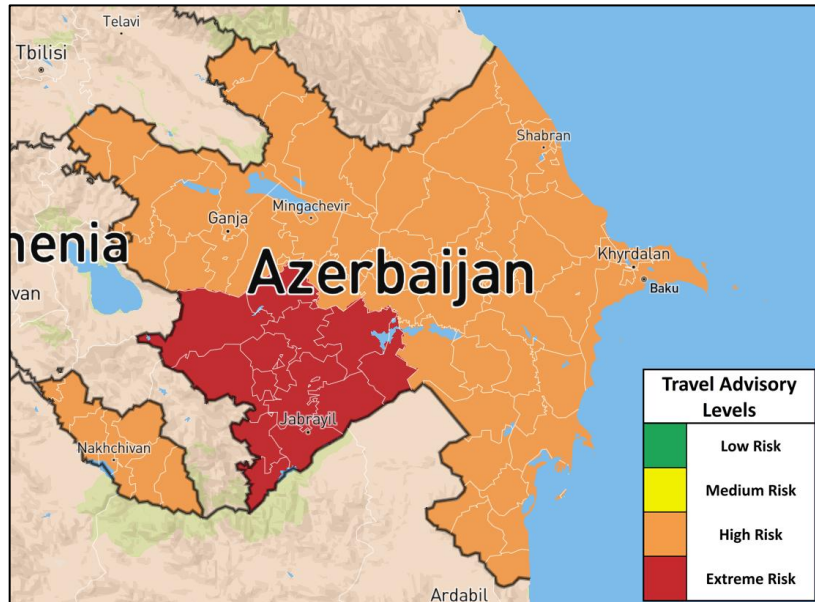 Telavi
Tbilisi
Shabran
Mingachevir
Ganja
nenia
Azerbaijan
Khyrdalan
Baku
van
Jabrayil
Nakhchivan
Ardabil
Travel Advisory
Levels
Low Risk
Medium Risk
High Risk
Extreme Risk